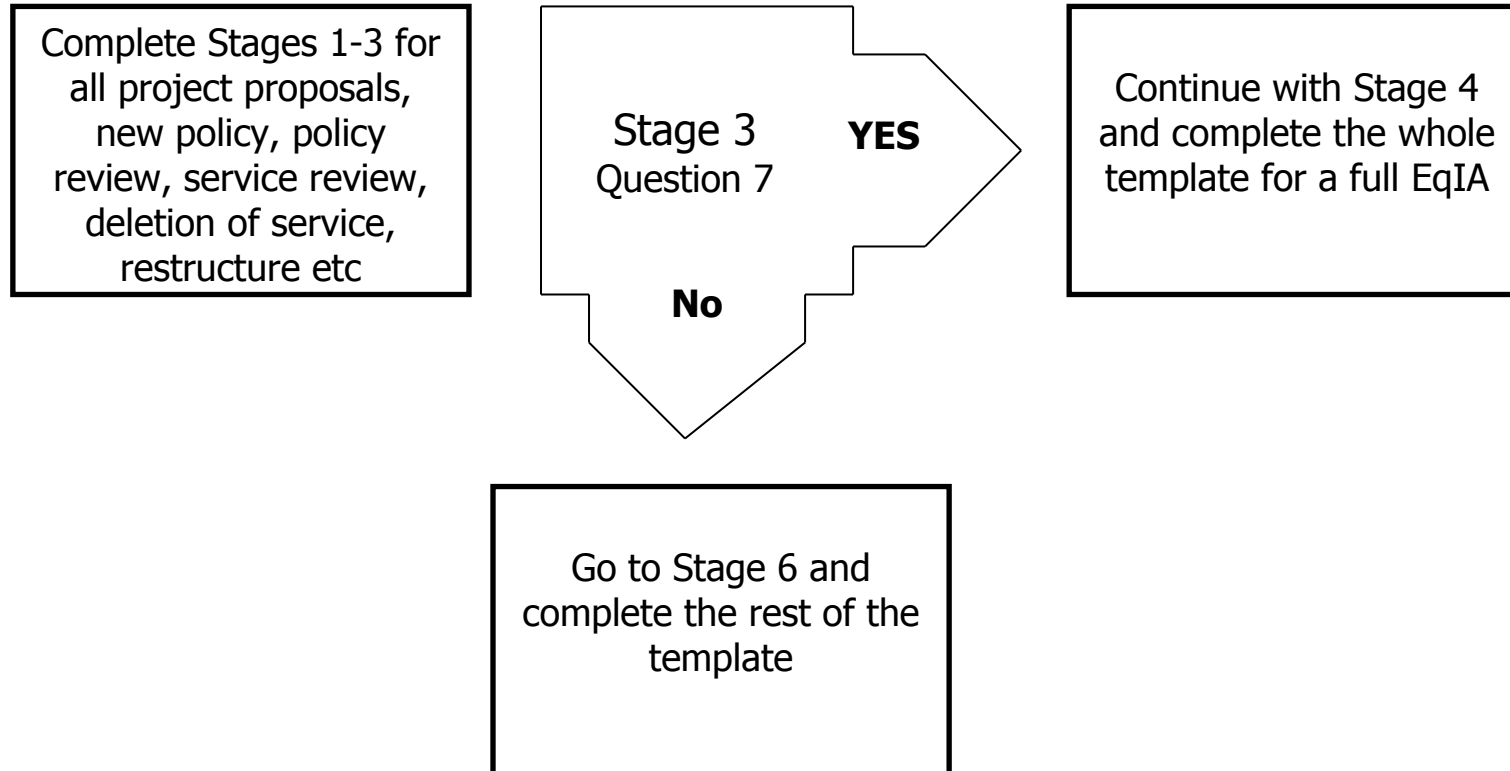 Complete Stages 1-3 for
all project proposals,
new policy, policy
review, service review,
deletion of service,
restructure etc
Stage 3
Question 7
YES
No
Continue with Stage 4
and complete the whole
template for a full EqIA
Go to Stage 6 and
complete the rest of the
template